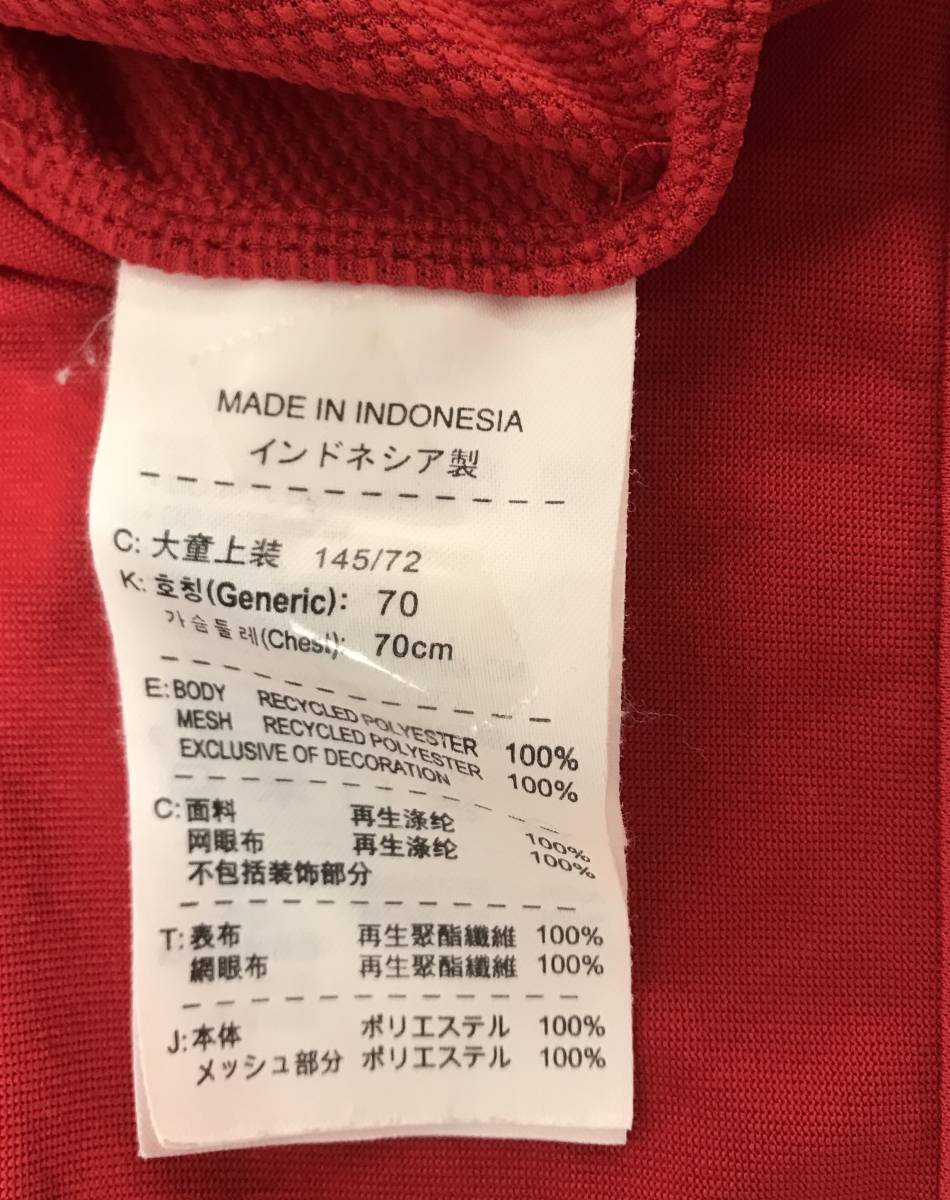 MADE IN INDONESIA
インドネシア製
C: 大童上装 145/72
K: 호칭(Generic): 70
가슴둘레(Chest): 70cm
E: BODY RECYCLED POLYESTER 100%
MESH RECYCLED POLYESTER 100%
EXCLUSIVE OF DECORATION
C: 面料 再生涤纶 100%
网眼布 再生涤纶 100%
不包括装饰部分
T: 表布 再生聚酯纖維 100%
網眼布 再生聚酯纖維 100%
J: 本体 ポリエステル 100%
メッシュ部分 ポリエステル 100%